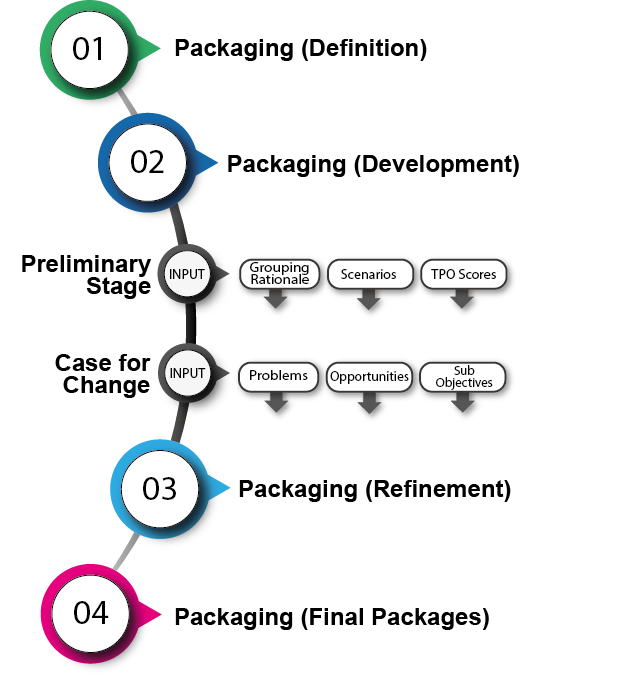 01
Packaging (Definition)
02
Packaging (Development)
Preliminary
Stage
INPUT
Grouping
Rationale
Scenarios
TPO Scores
Case for
Change
INPUT
Problems
Opportunities
Sub
Objectives
03
Packaging (Refinement)
04
Packaging (Final Packages)